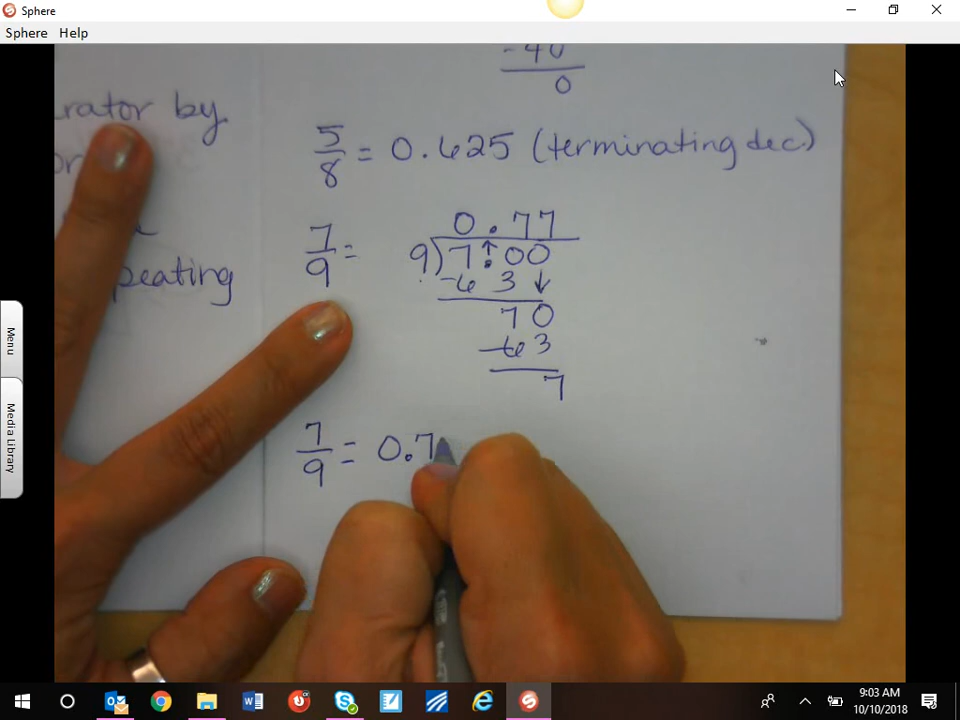 Sphere
Sphere Help
- 40
0
rator by
5/8 = 0.625 (terminating dec.)
7/9 = 0.77
9)7.00
-63
70
-63
7
peating
7/9 = 0.7
Menu
Media Library
9:03 AM
10/10/2018